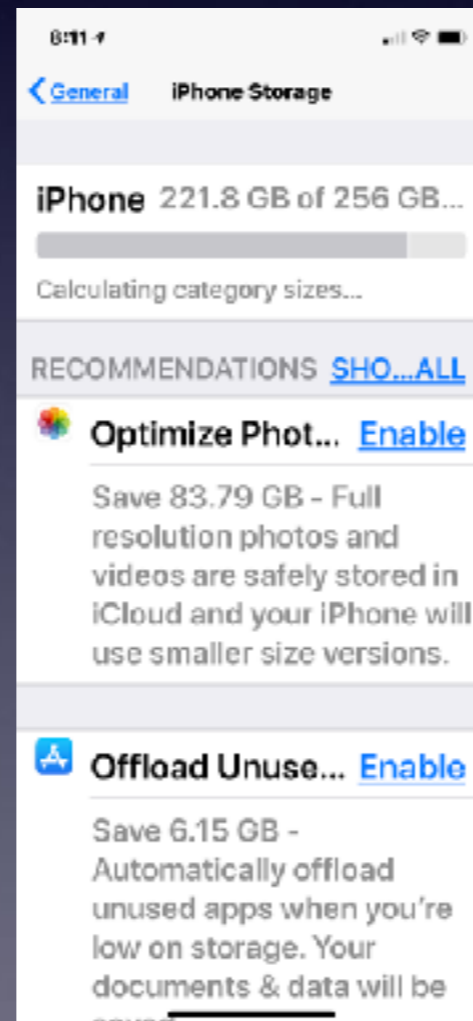 8:11
General iPhone Storage
iPhone 221.8 GB of 256 GB...
Calculating category sizes...
RECOMMENDATIONS SHO...ALL
Optimize Phot... Enable
Save 83.79 GB - Full
resolution photos and
videos are safely stored in
iCloud and your iPhone will
use smaller size versions.
Offload Unuse... Enable
Save 6.15 GB -
Automatically offload
unused apps when you're
low on storage. Your
documents & data will be